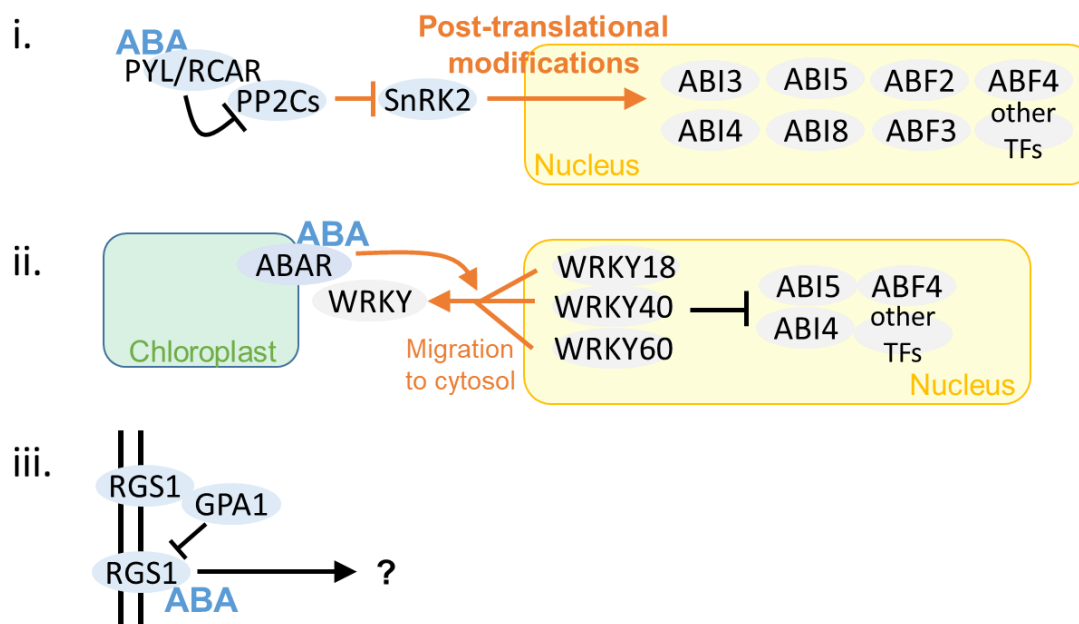 i.
ABA
PYL/RCAR
PP2Cs
SnRK2
Post-translational
modifications
ABI3
ABI5
ABF2
ABF4
ABI4
ABI8
ABF3
other
TFs
Nucleus
ii.
ABA
ABAR
WRKY
Chloroplast
Migration
to cytosol
WRKY18
WRKY40
WRKY60
ABI5
ABF4
ABI4
other
TFs
Nucleus
iii.
RGS1
GPA1
RGS1
ABA
?